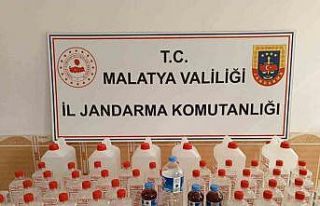 T.C.
MALATYA VALİLİĞİ
İL JANDARMA KOMUTANLIĞI